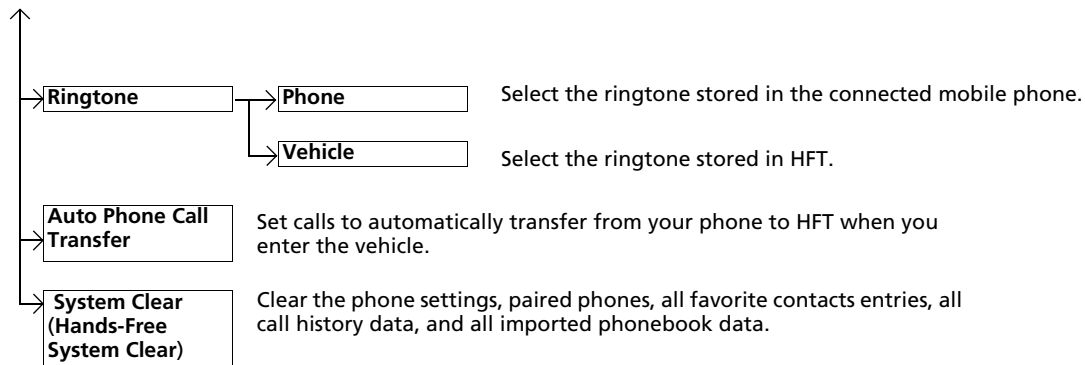 Ringtone
Phone
Select the ringtone stored in the connected mobile phone.
Vehicle
Select the ringtone stored in HFT.
Auto Phone Call
Transfer
Set calls to automatically transfer from your phone to HFT when you
enter the vehicle.
System Clear
(Hands-Free
System Clear)
Clear the phone settings, paired phones, all favorite contacts entries, all
call history data, and all imported phonebook data.